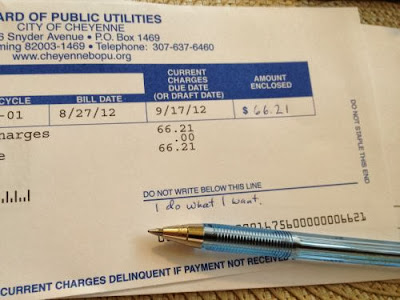 ARD OF PUBLIC UTILITIES
CITY OF CHEYENNE
6 Snyder Avenue • P.O. Box 1469
ming 82003-1469 • Telephone: 307-637-6460
www.cheyennebopu.org
CYCLE
BILL DATE
CURRENT CHARGES DUE DATE (OR DRAFT DATE)
AMOUNT ENCLOSED
-01 8/27/12 9/17/12 $ 66.21
harges 66.21
.00
e 66.21
DO NOT STAPLE THIS END
DO NOT WRITE BELOW THIS LINE
I do what I want.
0001675600000006621
CURRENT CHARGES DELINQUENT IF PAYMENT NOT RECEIVED